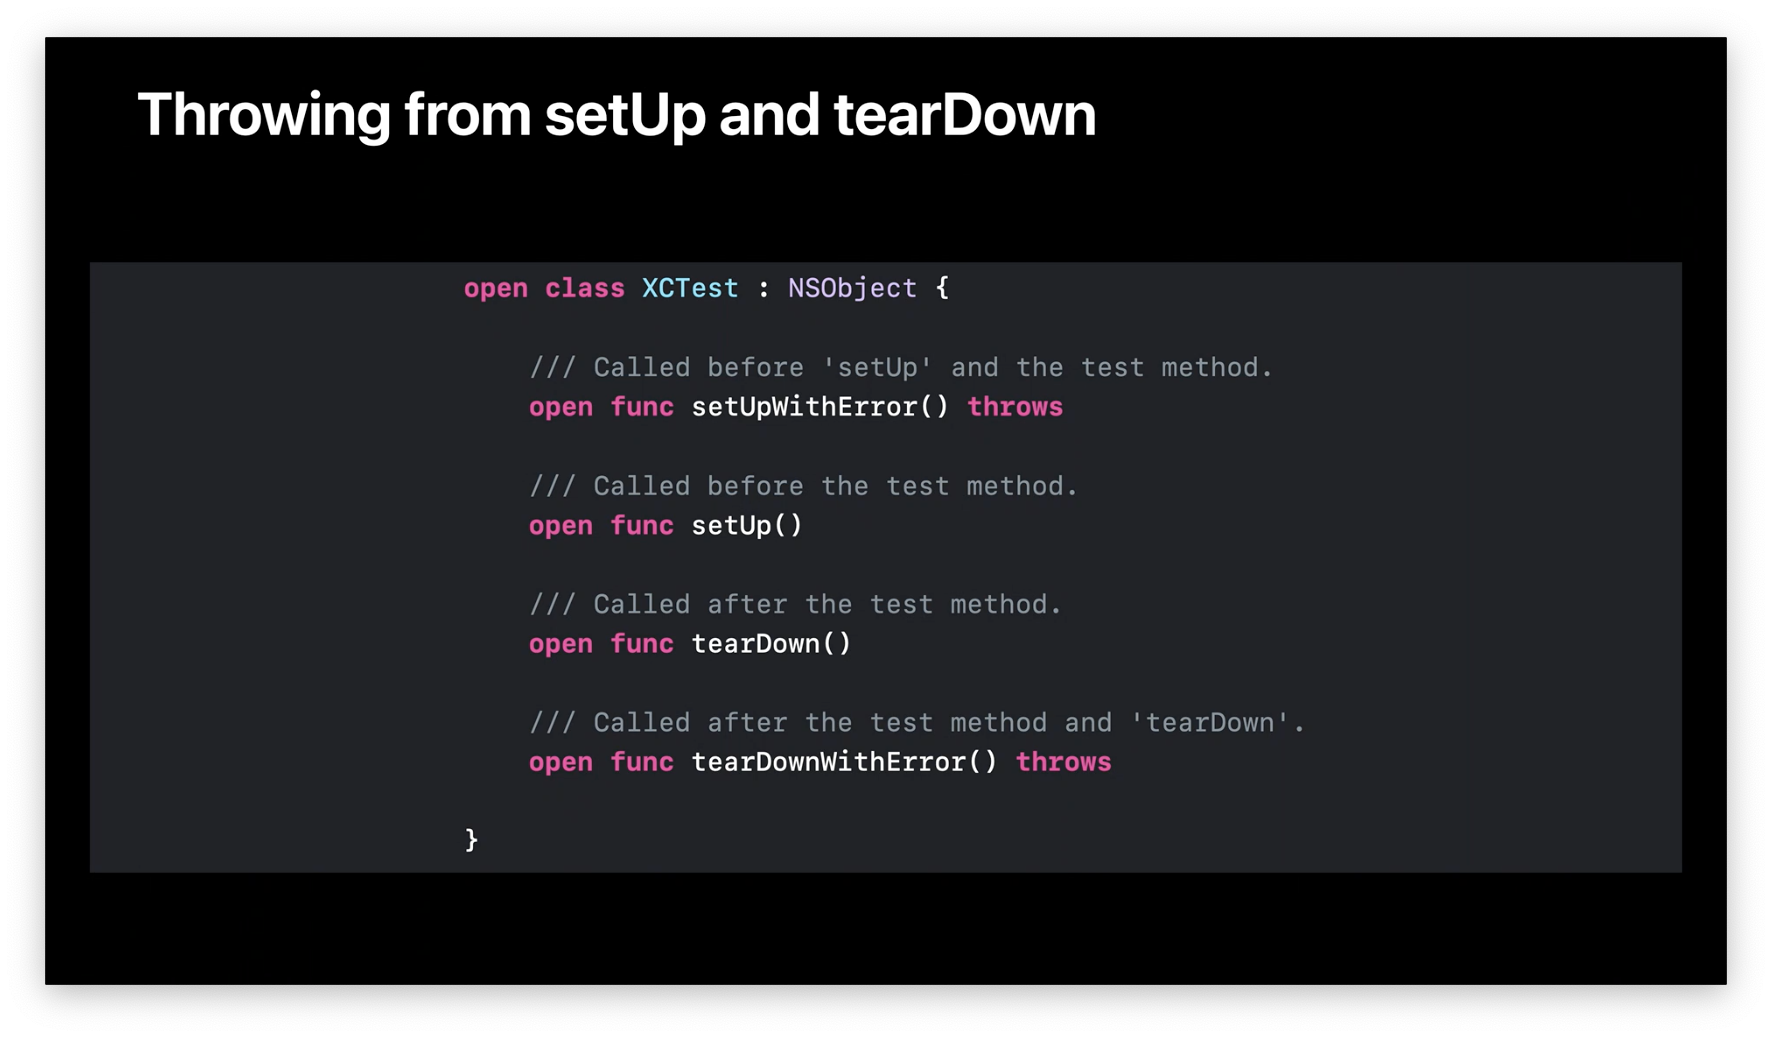 Throwing from setUp and tearDown
open class XCTest : NSObject {
/// Called before 'setUp' and the test method.
open func setUpWithError() throws
/// Called before the test method.
open func setUp()
/// Called after the test method.
open func tearDown()
/// Called after the test method and 'tearDown'.
open func tearDownWithError() throws
}